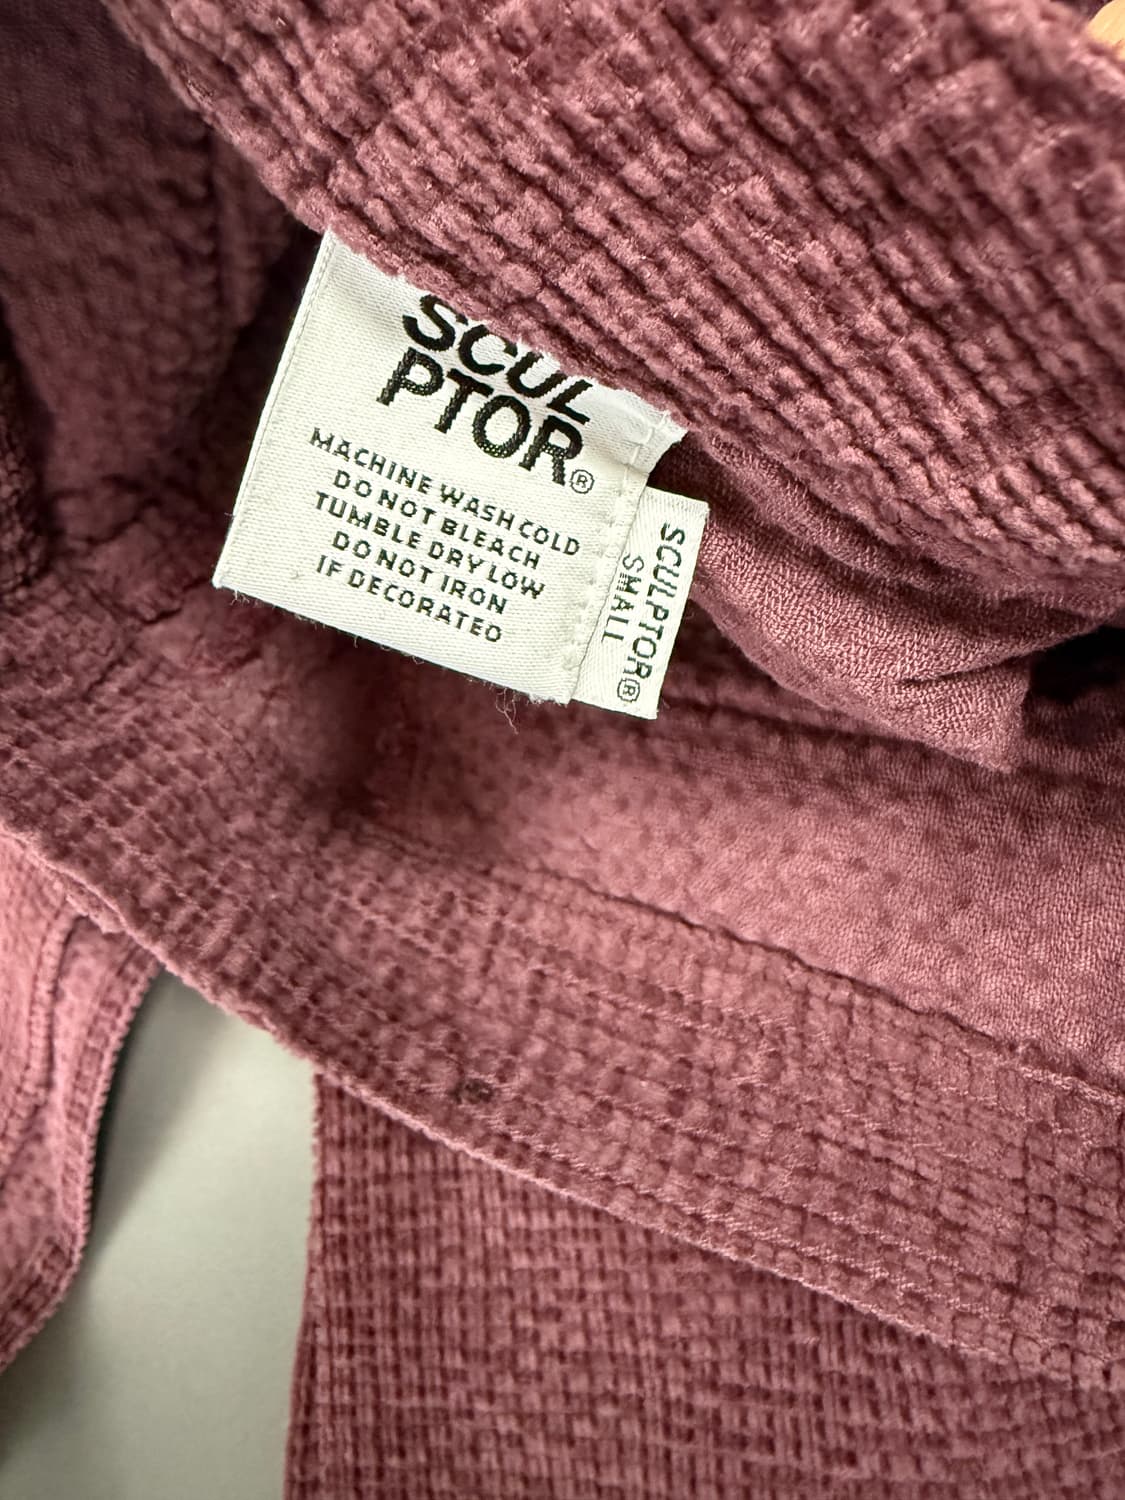 SCUL
PTOR®
MACHINE WASH COLD
DO NOT BLEACH
TUMBLE DRY LOW
DO NOT IRON
IF DECORATED
SCULPTOR®
SMALL